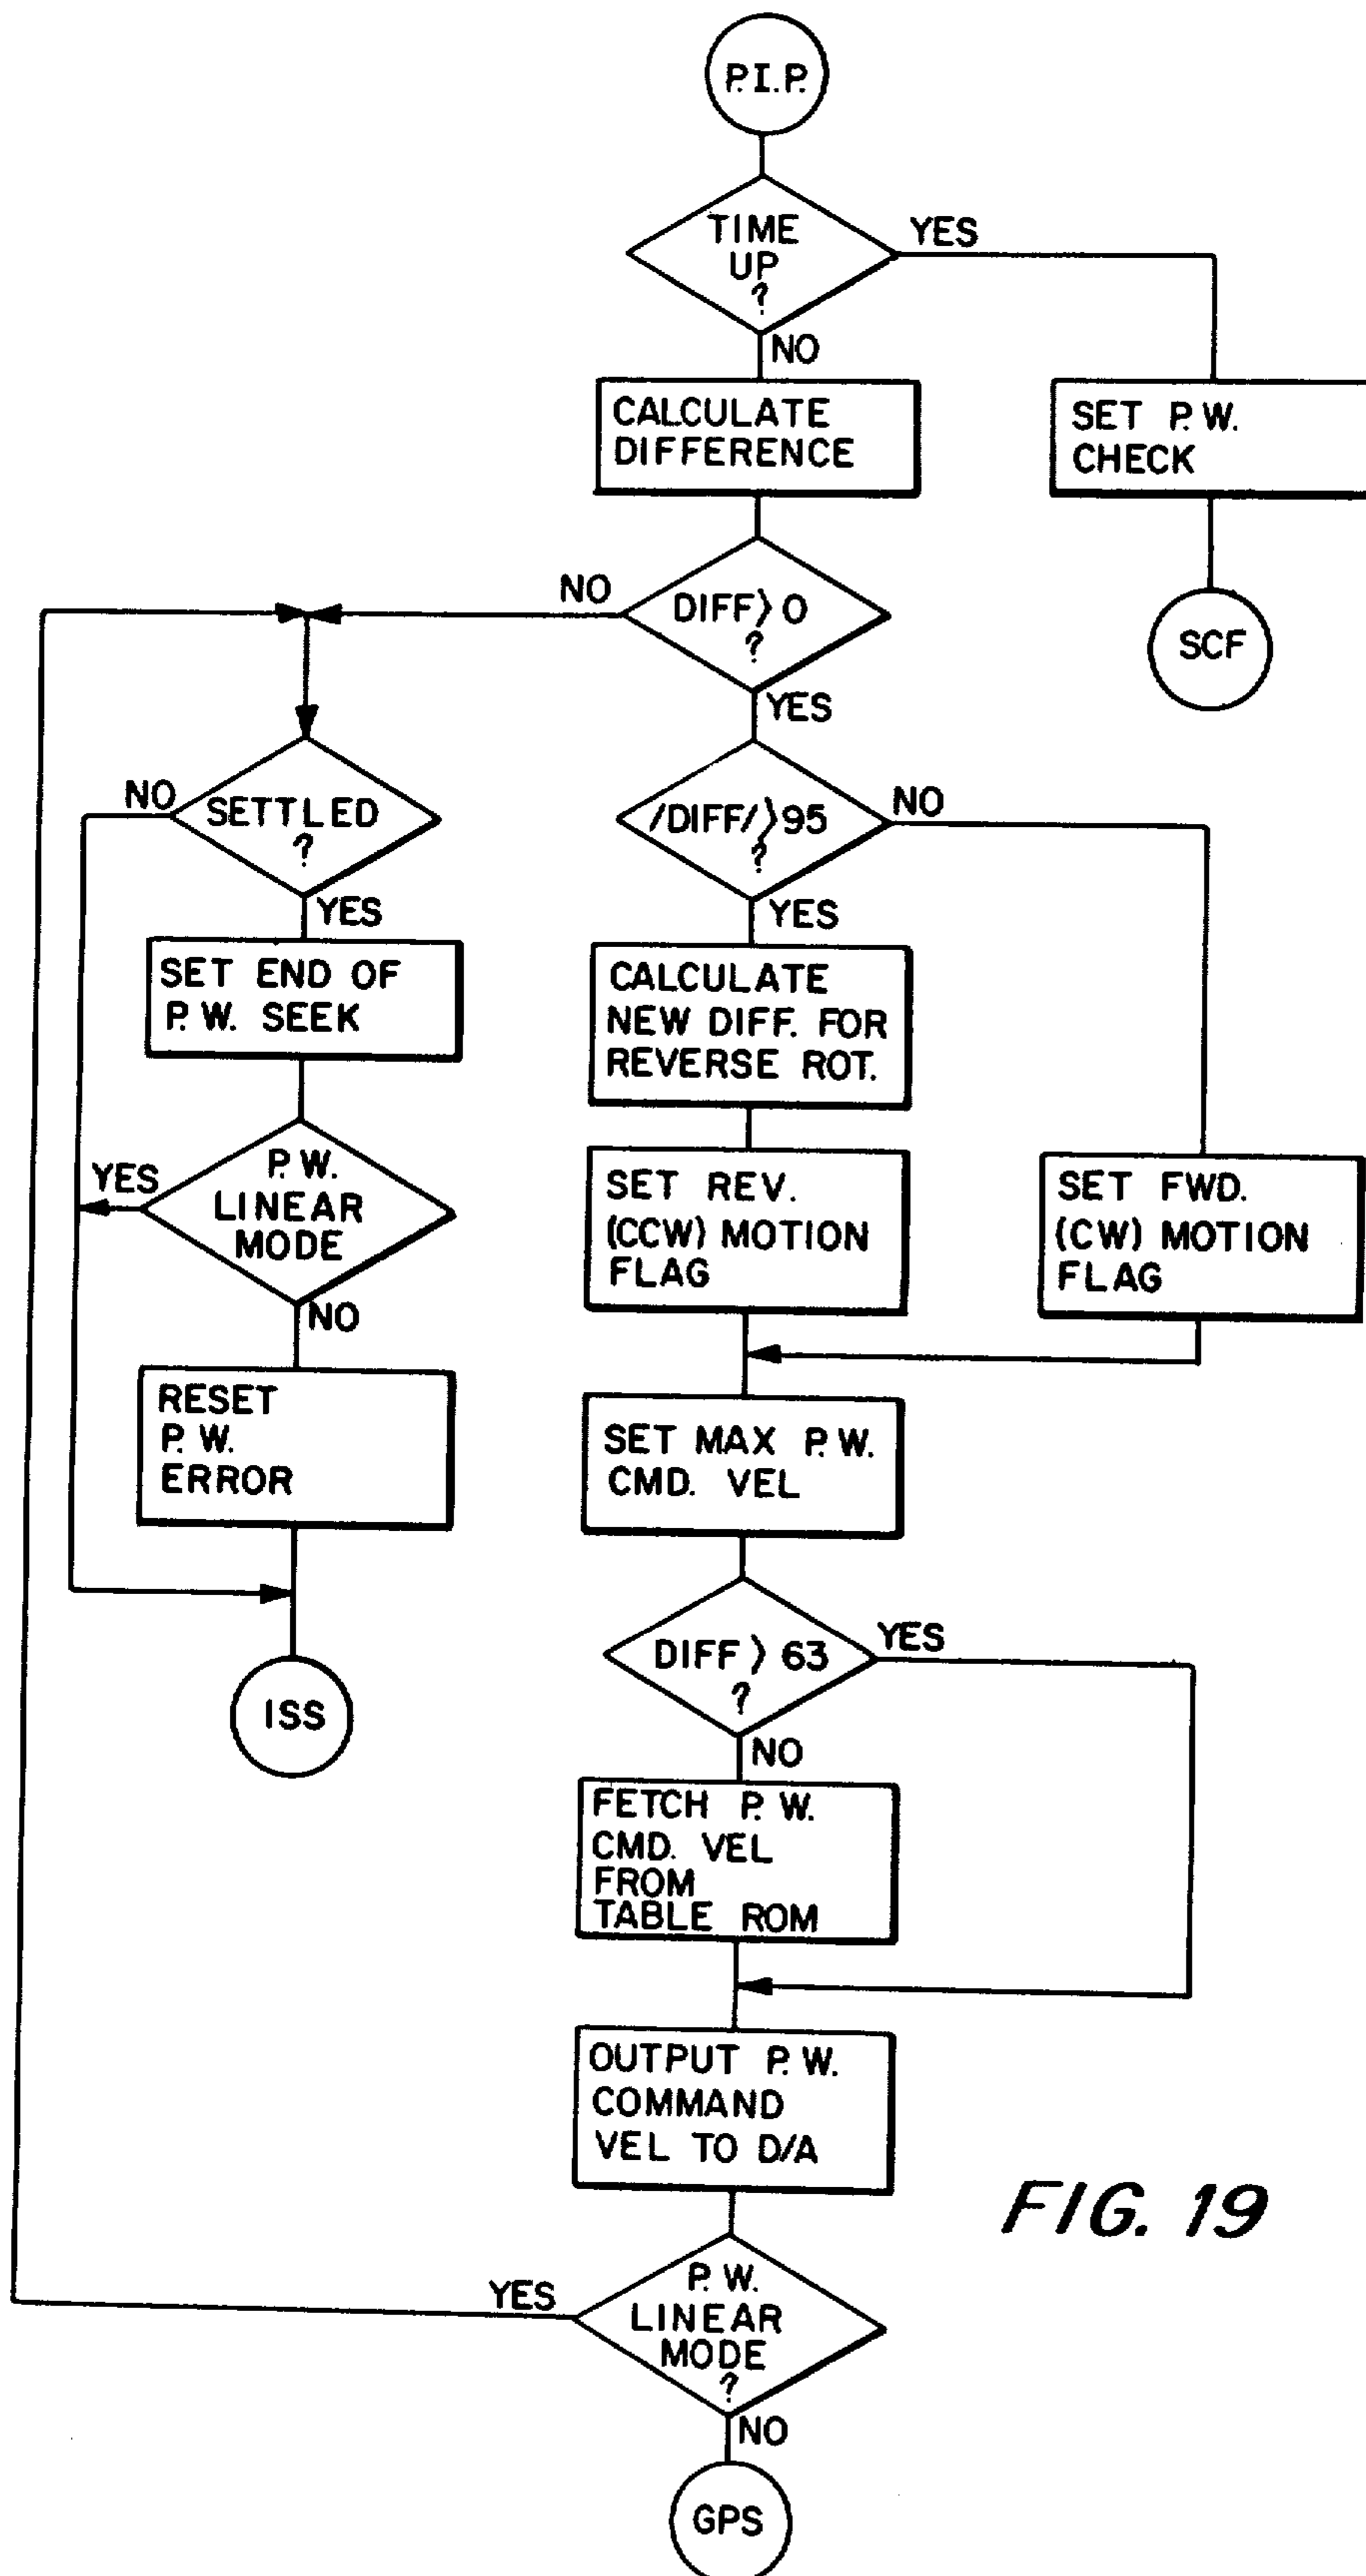 P.I.P.
TIME
UP
?
YES
NO
CALCULATE
DIFFERENCE
SET P.W.
CHECK
SCF
DIFF > 0
?
NO
YES
SETTLED
?
NO
YES
/DIFF/ > 95
?
NO
YES
SET END OF
P.W. SEEK
CALCULATE
NEW DIFF. FOR
REVERSE ROT.
P.W.
LINEAR
MODE
YES
NO
SET REV.
(CCW) MOTION
FLAG
SET FWD.
(CW) MOTION
FLAG
RESET
P.W.
ERROR
ISS
SET MAX P.W.
CMD. VEL
DIFF > 63
?
YES
NO
FETCH P.W.
CMD. VEL
FROM
TABLE ROM
OUTPUT P.W.
COMMAND
VEL TO D/A
P.W.
LINEAR
MODE
?
YES
NO
GPS
FIG. 19